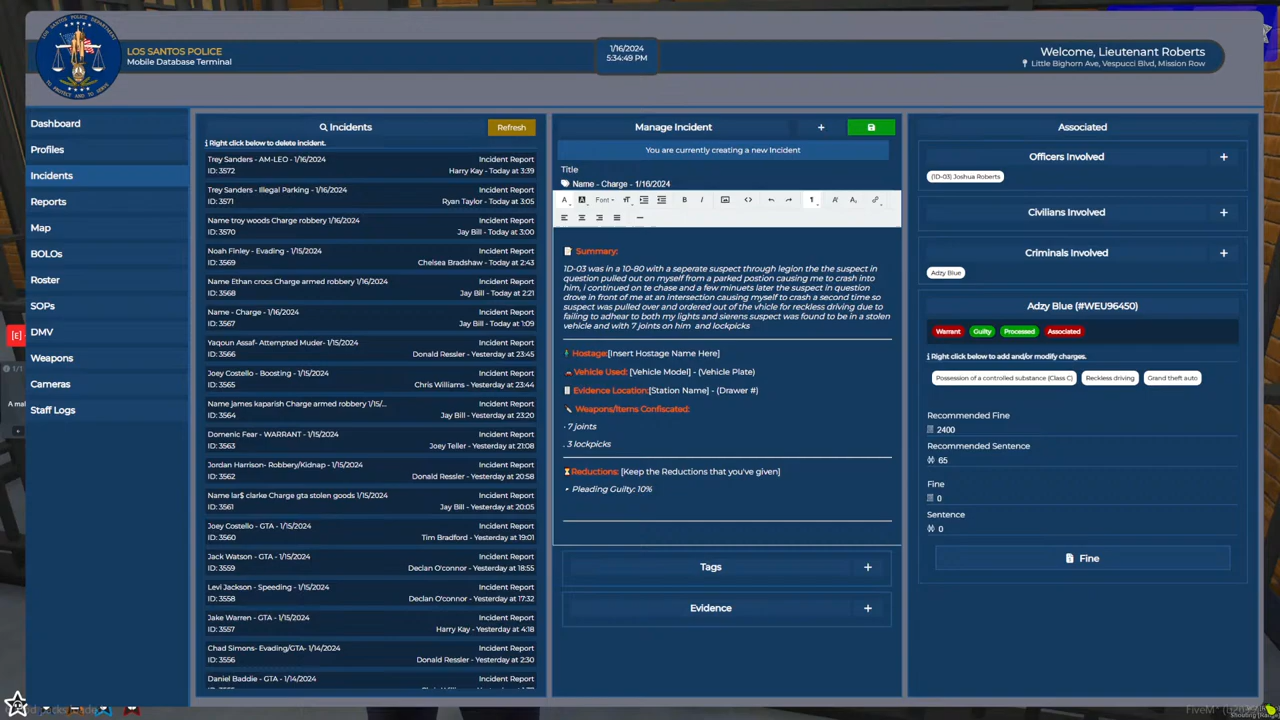 LOS SANTOS POLICE
Mobile Database Terminal
1/16/2024
5:34:49 PM
Welcome, Lieutenant Roberts
Little Bighorn Ave, Vespucci Blvd, Mission Row
Dashboard
Profiles
Incidents
Reports
Map
BOLOs
Roster
SOPs
DMV
Weapons
Cameras
Staff Logs
Incidents
Refresh
Right click below to delete incident.
Trey Sanders - AM-LEO - 1/16/2024 Incident Report
ID: 3572 Harry Kay - Today at 3:39
Trey Sanders - Illegal Parking - 1/16/2024 Incident Report
ID: 3571 Ryan Taylor - Today at 3:05
Name troy woods Charge robbery 1/16/2024 Incident Report
ID: 3570 Jay Bill - Today at 3:00
Noah Finley - Evading - 1/15/2024 Incident Report
ID: 3569 Chelsea Bradshaw - Today at 2:43
Name Ethan crocs Charge armed robbery 1/16/2024 Incident Report
ID: 3568 Jay Bill - Today at 2:21
Name - Charge - 1/16/2024 Incident Report
ID: 3567 Jay Bill - Today at 1:09
Yaqoun Assaf- Attempted Muder- 1/16/2024 Incident Report
ID: 3566 Donald Ressler - Yesterday at 23:45
Joey Costello - Boosting - 1/15/2024 Incident Report
ID: 3565 Chris Williams - Yesterday at 23:44
Name james kaparish Charge armed robbery 1/15/... Incident Report
ID: 3564 Jay Bill - Yesterday at 23:20
Domenic Fear - WARRANT - 1/15/2024 Incident Report
ID: 3563 Joey Teller - Yesterday at 21:08
Jordan Harrison- Robbery/Kidnap - 1/15/2024 Incident Report
ID: 3562 Donald Ressler - Yesterday at 20:58
Name lar$ clarke Charge gta stolen goods 1/15/2024 Incident Report
ID: 3561 Jay Bill - Yesterday at 20:05
Joey Costello - GTA - 1/15/2024 Incident Report
ID: 3560 Tim Bradford - Yesterday at 19:01
Jack Watson - GTA - 1/15/2024 Incident Report
ID: 3559 Declan O'connor - Yesterday at 18:55
Levi Jackson - Speeding - 1/15/2024 Incident Report
ID: 3558 Declan O'connor - Yesterday at 17:32
Jake Warren - GTA - 1/15/2024 Incident Report
ID: 3557 Harry Kay - Yesterday at 4:18
Chad Simons- Evading/GTA- 1/14/2024 Incident Report
ID: 3556 Donald Ressler - Yesterday at 2:30
Daniel Baddie - GTA - 1/14/2024 Incident Report
Manage Incident
You are currently creating a new Incident
Title
Name - Charge - 1/16/2024
Font
Summary:
1D-03 was in a 10-80 with a seperate suspect through legion the the suspect in
question pulled out on myself from a parked postion causing me to crash into
him, i continued on te chase and a few minuets later the suspect in question
drove in front of me at an intersection causing myself to crash a second time so
suspect was pulled over and ordered out of the vhicle for reckless driving due to
failing to adhear to both my lights and sierens suspect was found to be in a stolen
vehicle and with 7 joints on him and lockpicks
Hostage:[Insert Hostage Name Here]
Vehicle Used: [Vehicle Model] - (Vehicle Plate)
Evidence Location:[Station Name] - (Drawer #)
Weapons/Items Confiscated:
· 7 joints
. 3 lockpicks
Reductions: [Keep the Reductions that you've given]
Pleading Guilty: 10%
Tags
Evidence
Associated
Officers Involved
(1D-03) Joshua Roberts
Civilians Involved
Criminals Involved
Adzy Blue
Adzy Blue (#WEU96450)
Warrant Guilty Processed Associated
Right click below to add and/or modify charges.
Possession of a controlled substance (Class C) Reckless driving Grand theft auto
Recommended Fine
2400
Recommended Sentence
65
Fine
0
Sentence
0
Fine